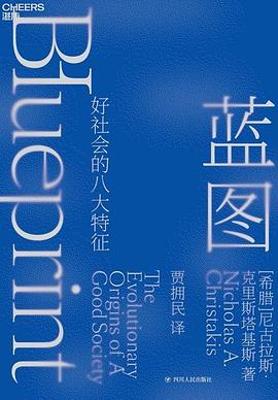 CHEERS
湛庐
Blueprint
蓝图
好社会的八大特征
The
Evolutionary
Origins of A
Good Society
[希腊]尼古拉斯·
克里斯塔基斯 著
Nicholas A.
Christakis
贾拥民 译
四川人民出版社